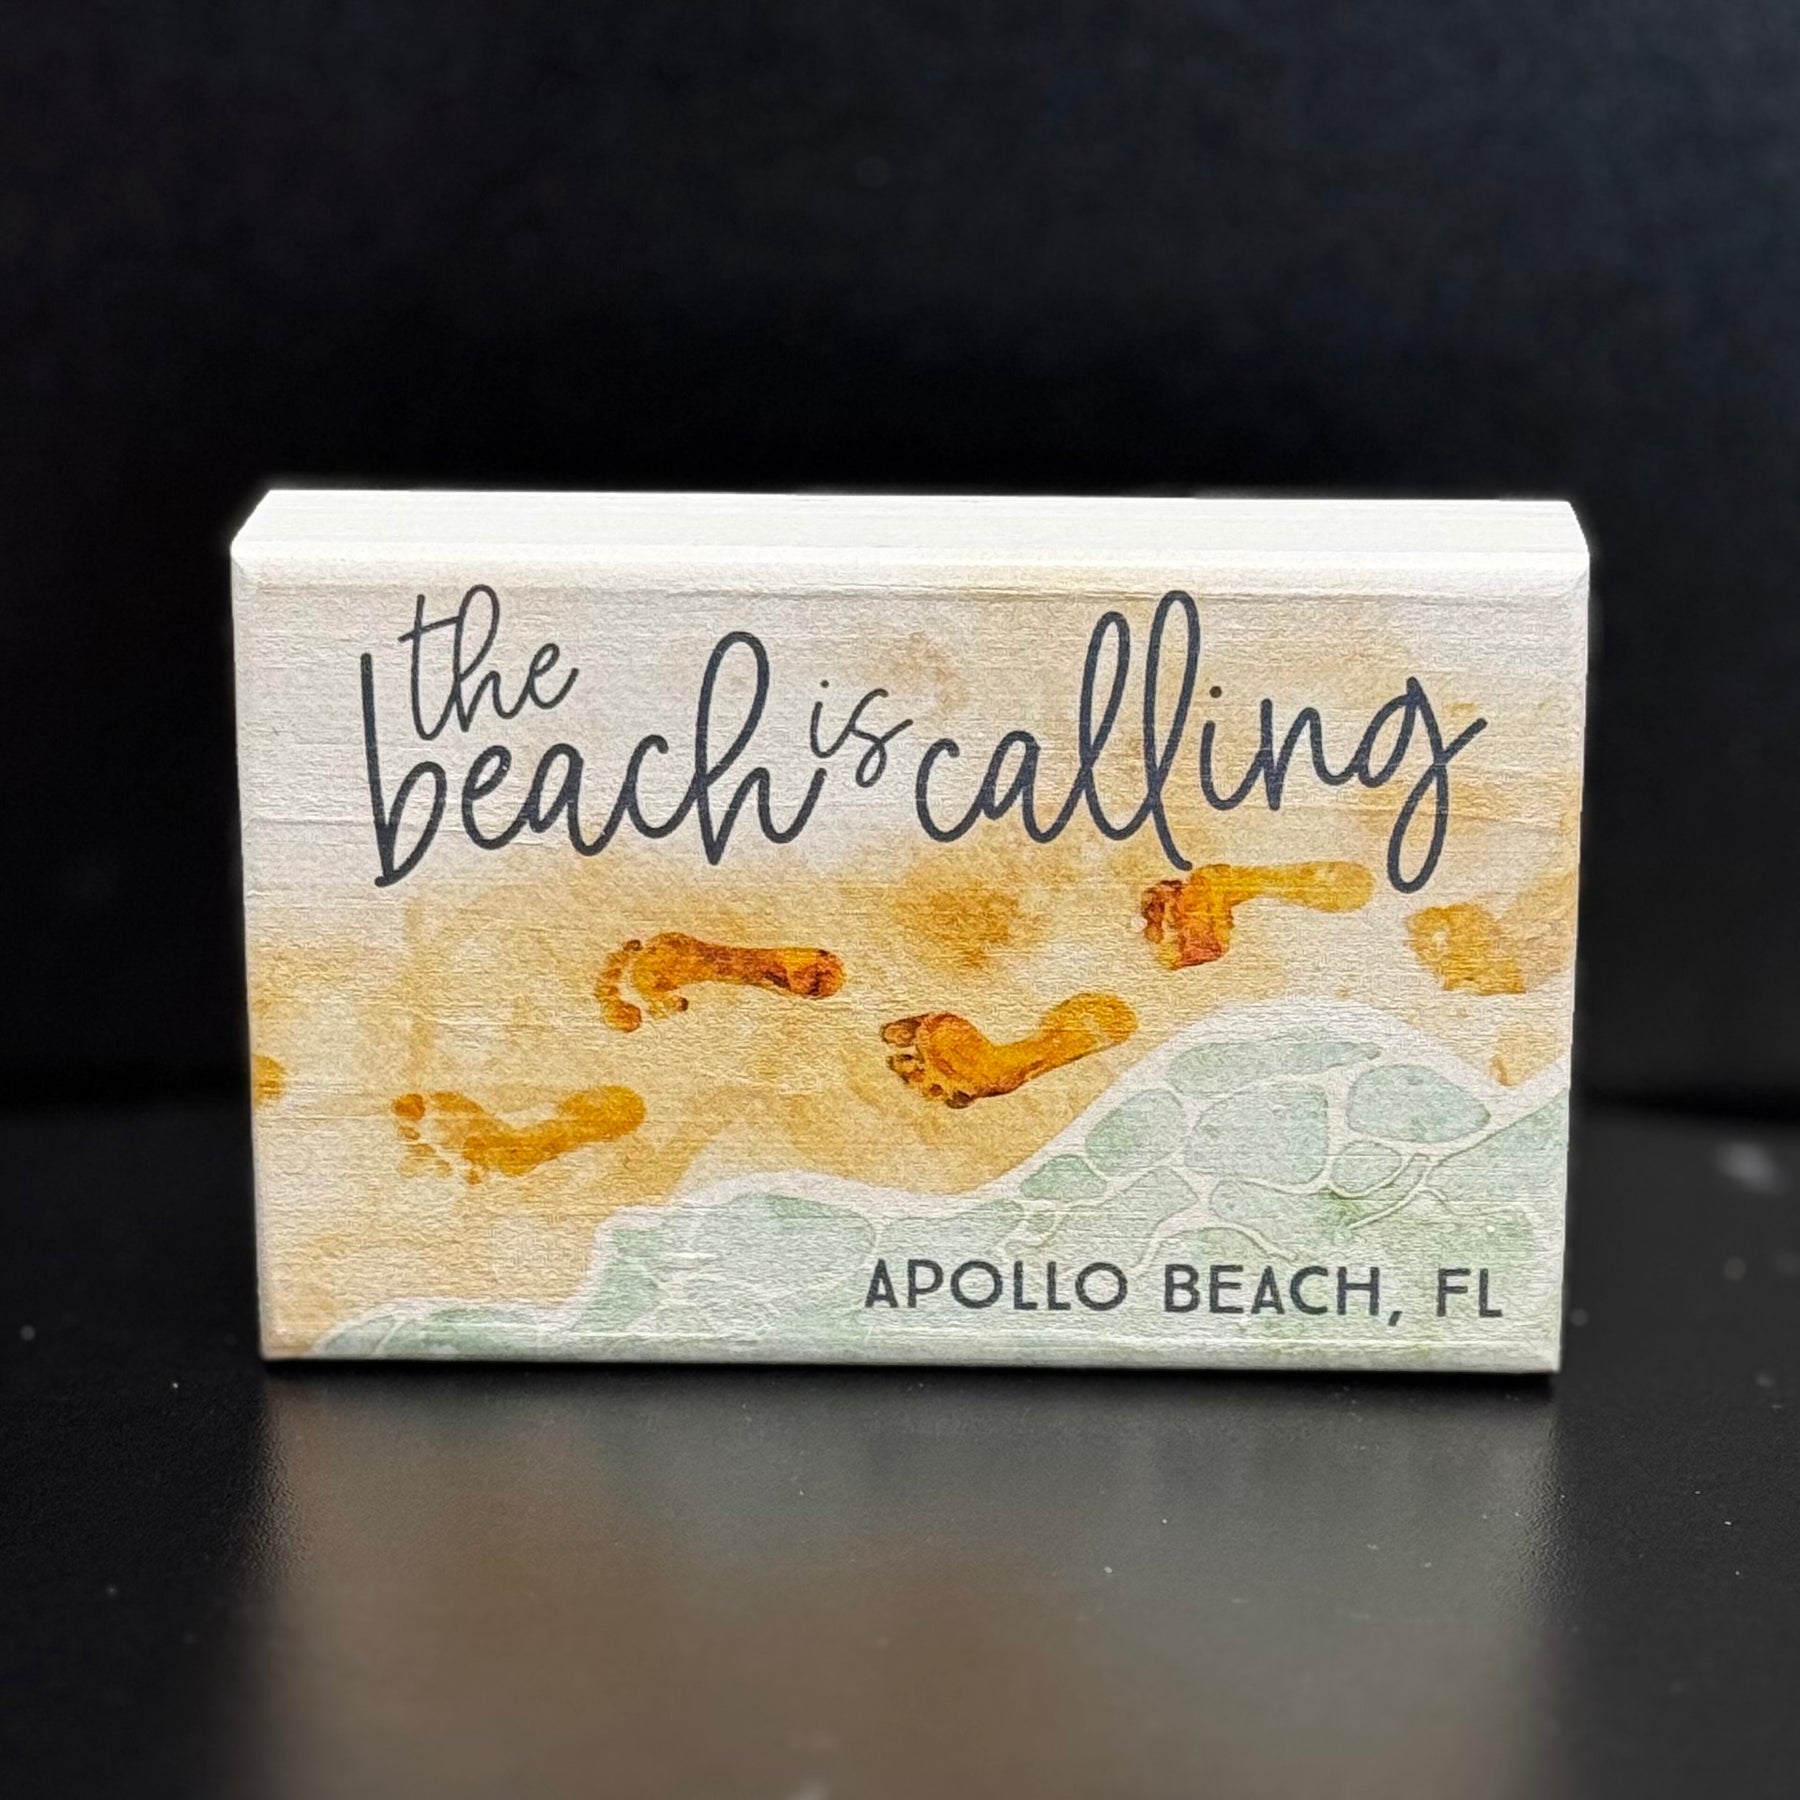 the
beach is calling
APOLLO BEACH, FL